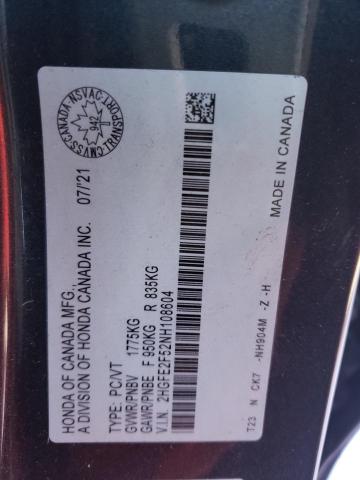 HONDA OF CANADA MFG.
A DIVISION OF HONDA CANADA INC. 07/'21
TYPE: PC/VT
GVWR/PNBV 1775KG
GAWR/PNBE F 950KG R 835KG
V.I.N. 2HGFE2F52NH108604
CANADA-NSVAC
942
CMVSS TRANSPORT
T23 N CK7 -NH904M -Z -H
MADE IN CANADA